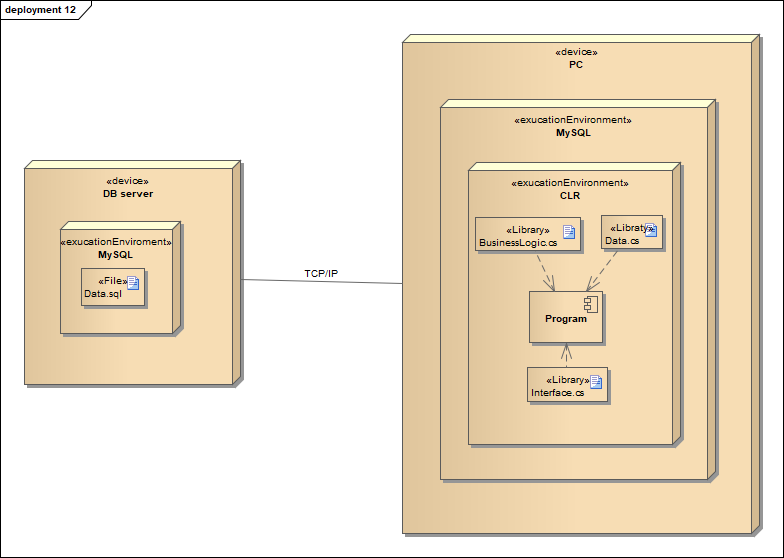 deployment 12
«device»
DB server
«exucationEnviroment»
MySQL
«File»
Data.sql
TCP/IP
«device»
PC
«exucationEnvironment»
MySQL
«exucationEnvironment»
CLR
«Library»
BusinessLogic.cs
«Libraty»
Data.cs
Program
«Library»
Interface.cs